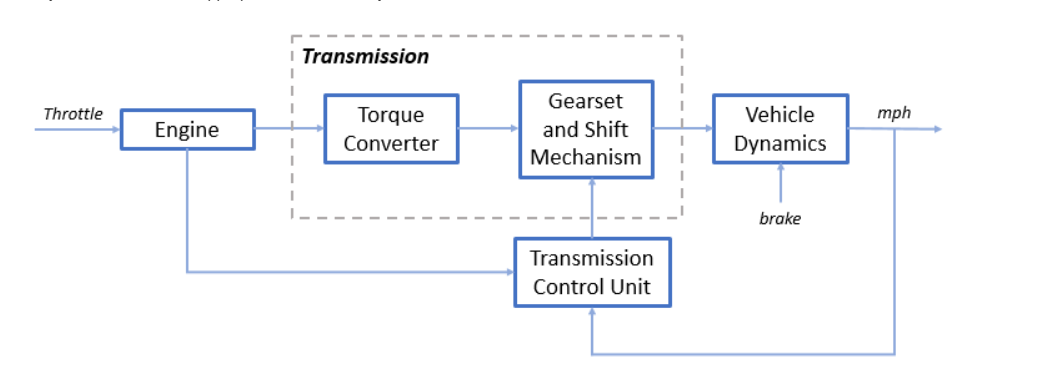 Transmission
Throttle
Engine
Torque
Converter
Gearset
and Shift
Mechanism
Vehicle
Dynamics
mph
brake
Transmission
Control Unit